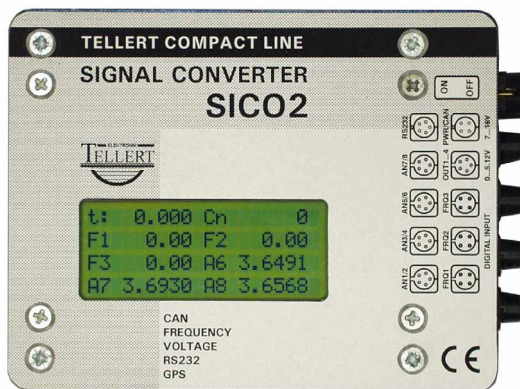 TELLERT COMPACT LINE
SIGNAL CONVERTER
SICO2
ELEKTRONIK
TELLERT
t: 0.000 Cn 0
F1 0.00 F2 0.00
F3 0.00 A6 3.6491
A7 3.6930 A8 3.6568
CAN
FREQUENCY
VOLTAGE
RS232
GPS
ON
OFF
RS232
PWR/CAN
7...16V
AN7/8
OUT1...4
0...5,12V
AN5/6
FRQ3
AN3/4
FRQ2
AN1/2
FRQ1
DIGITAL INPUT
CE